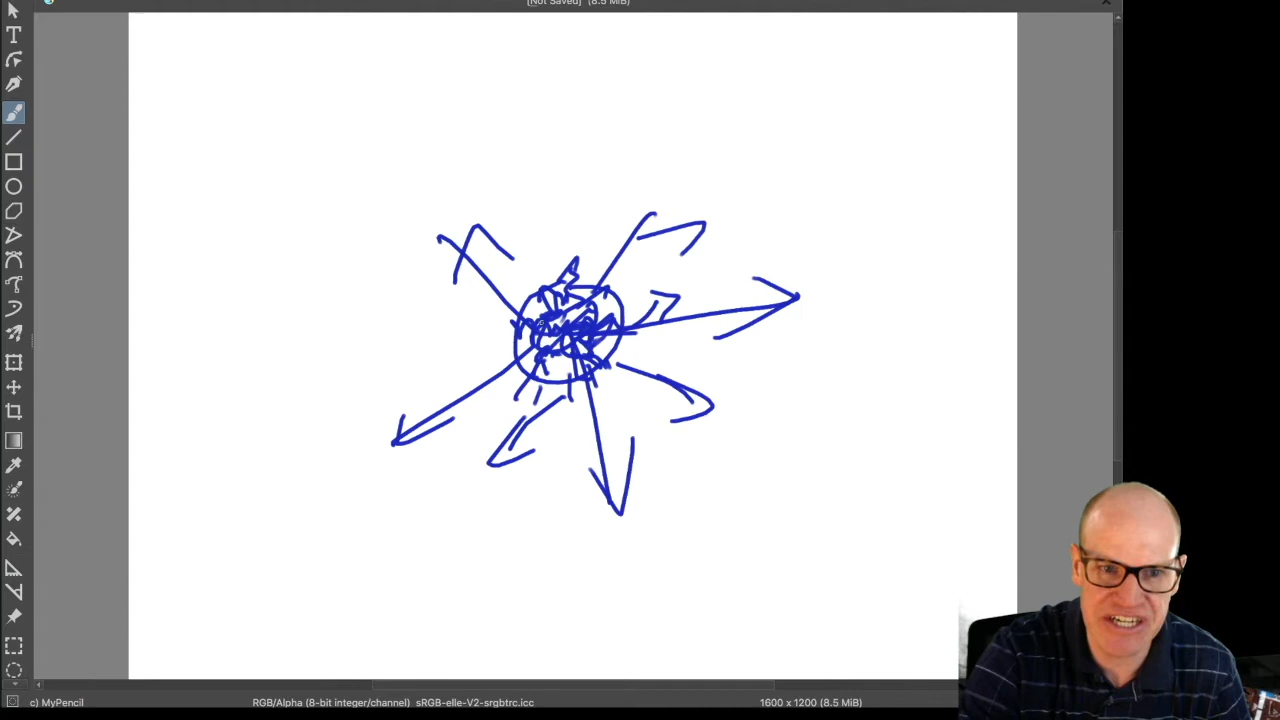 [Not Saved] (8.5 MiB)
c) MyPencil RGB/Alpha (8-bit integer/channel) sRGB-elle-V2-srgbtrc.icc 1600 x 1200 (8.5 MiB)